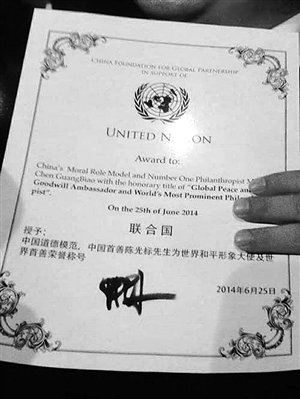 CHINA FOUNDATION FOR GLOBAL PARTNERSHIP
IN SUPPORT OF
UNITED N ON
Award to:
China's Moral Role Model and Number One Philanthropist M
Chen GuangBiao with the honorary title of "Global Peace and
Goodwill Ambassador and World's Most Prominent Phil
pist".
On the 25th of June 2014
联合国
授予：
中国道德模范，中国首善陈光标先生为世界和平形象大使及世
界首善荣誉称号
2014年6月25日